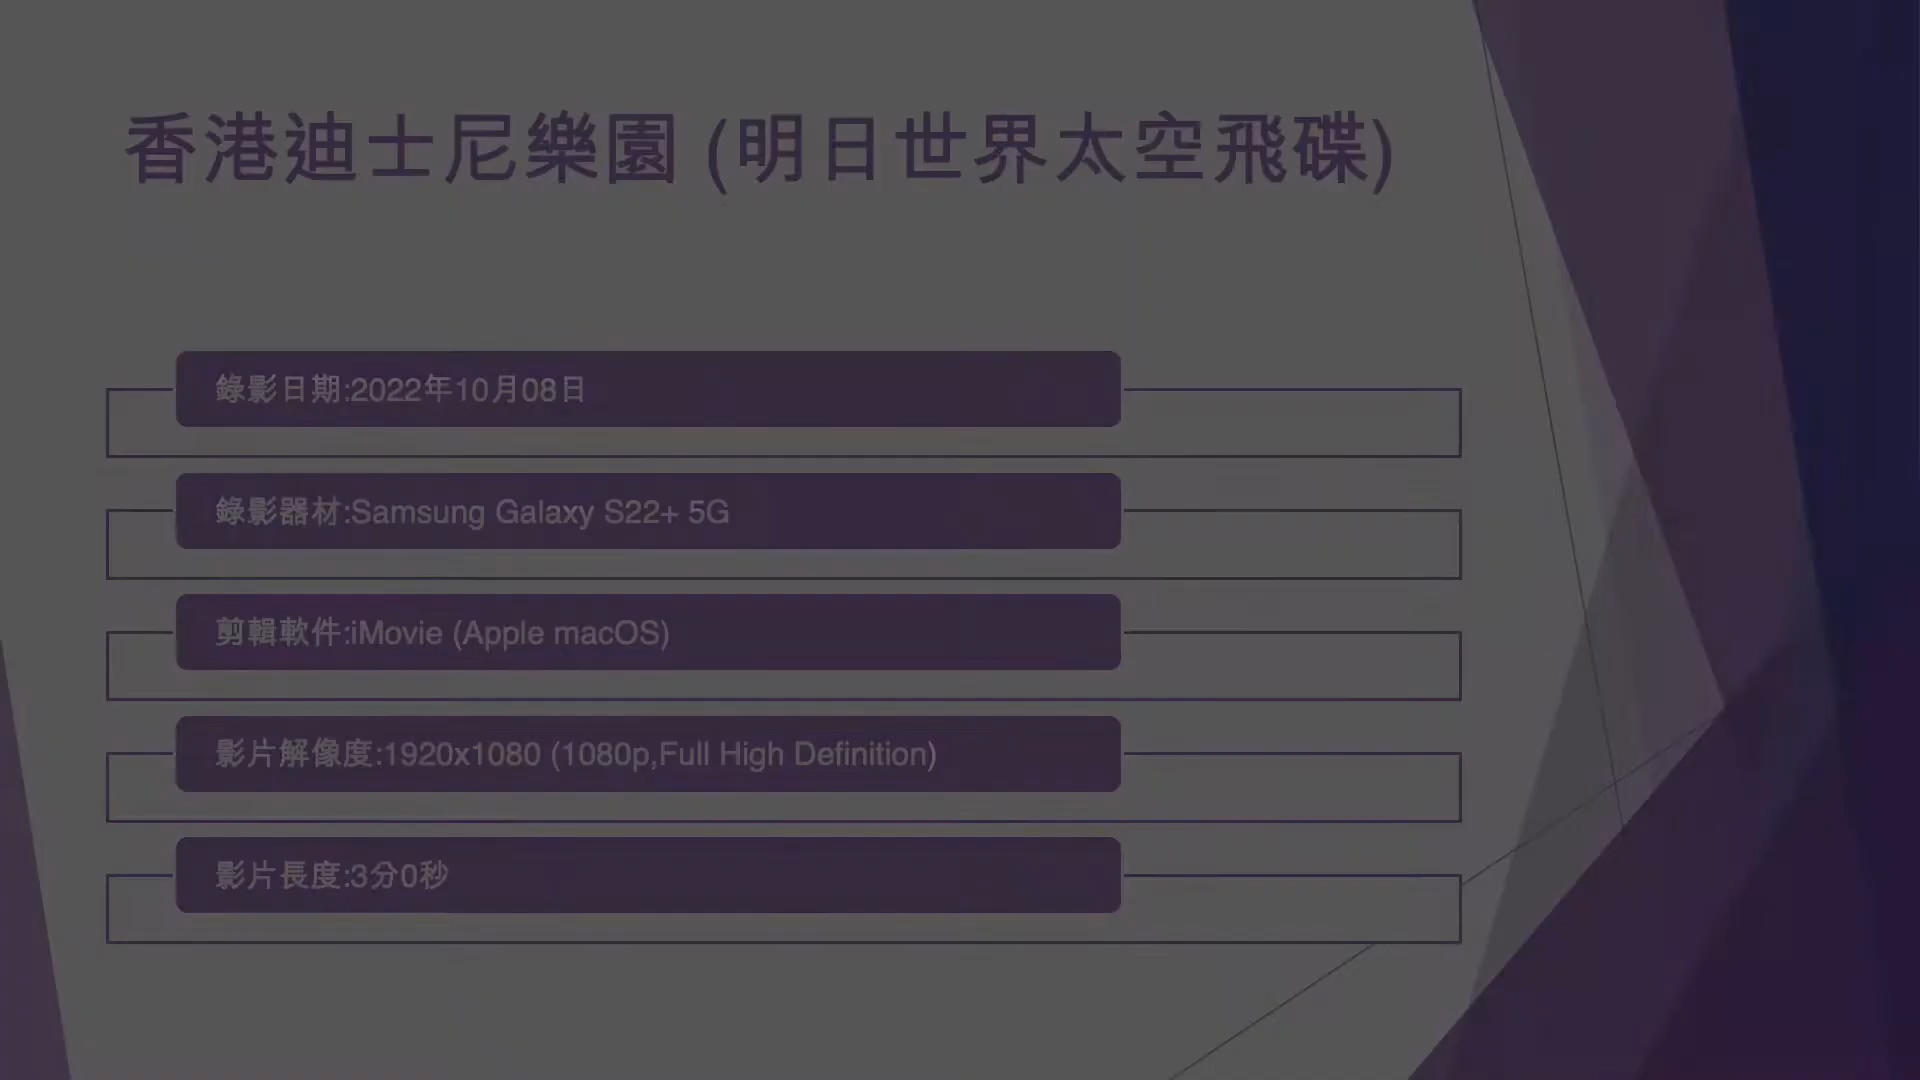 香港迪士尼樂園 (明日世界太空飛碟)
錄影日期:2022年10月08日
錄影器材:Samsung Galaxy S22+ 5G
剪輯軟件:iMovie (Apple macOS)
影片解像度:1920x1080 (1080p,Full High Definition)
影片長度:3分0秒